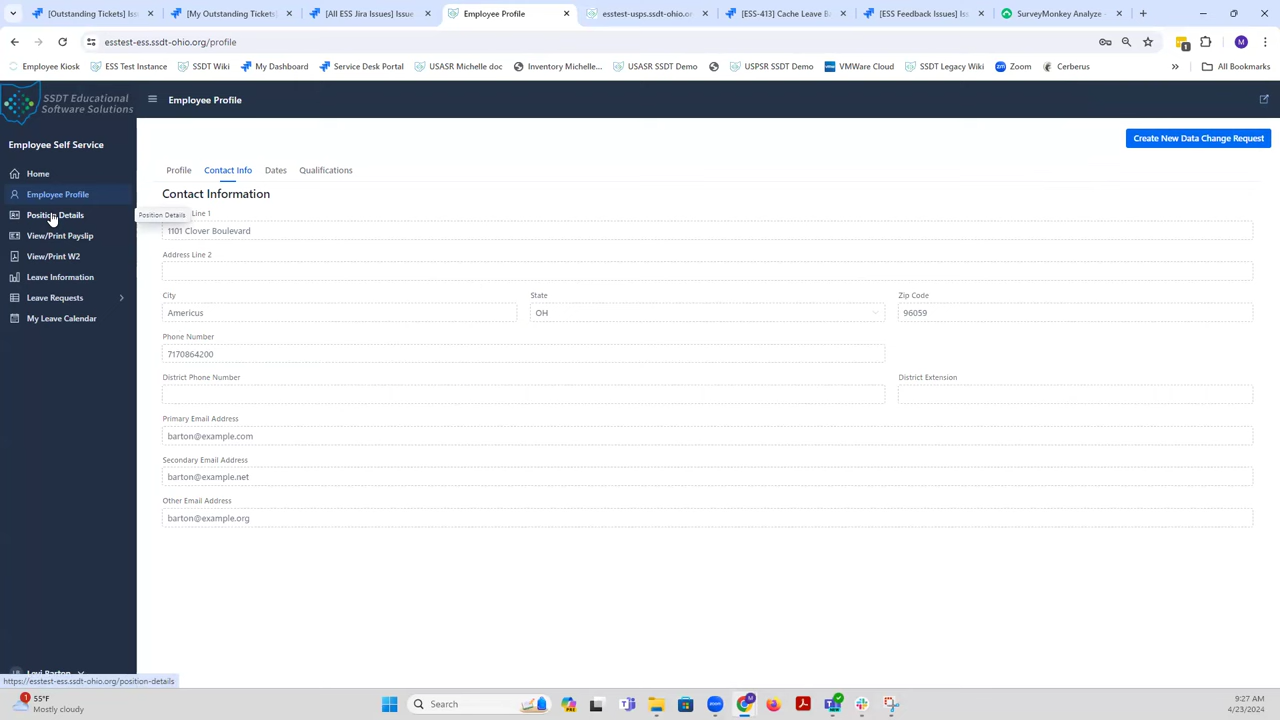 [Outstanding Tickets] Issues
[My Outstanding Tickets]
[All ESS Jira Issues] Issue
Employee Profile
esstest-usps.ssdt-ohio.org/
[ESS-413] Cache Leave Ba
[ESS Feedback Issues] Iss
SurveyMonkey Analyze -
esstest-ess.ssdt-ohio.org/profile
Employee Kiosk
ESS Test Instance
SSDT Wiki
My Dashboard
Service Desk Portal
USASR Michelle doc
Inventory Michelle...
USASR SSDT Demo
USPSR SSDT Demo
VMWare Cloud
SSDT Legacy Wiki
Zoom
Cerberus
All Bookmarks
SSDT Educational
Software Solutions
Employee Profile
Create New Data Change Request
Employee Self Service
Home
Employee Profile
Position Details
View/Print Payslip
View/Print W2
Leave Information
Leave Requests
My Leave Calendar
Position Details
Profile
Contact Info
Dates
Qualifications
Contact Information
Line 1
1101 Clover Boulevard
Address Line 2
City
State
Zip Code
Americus
OH
96059
Phone Number
7170864200
District Phone Number
District Extension
Primary Email Address
barton@example.com
Secondary Email Address
barton@example.net
Other Email Address
barton@example.org
Levi Barton
https://esstest-ess.ssdt-ohio.org/position-details
1
55°F
Mostly cloudy
Search
9:27 AM
4/23/2024